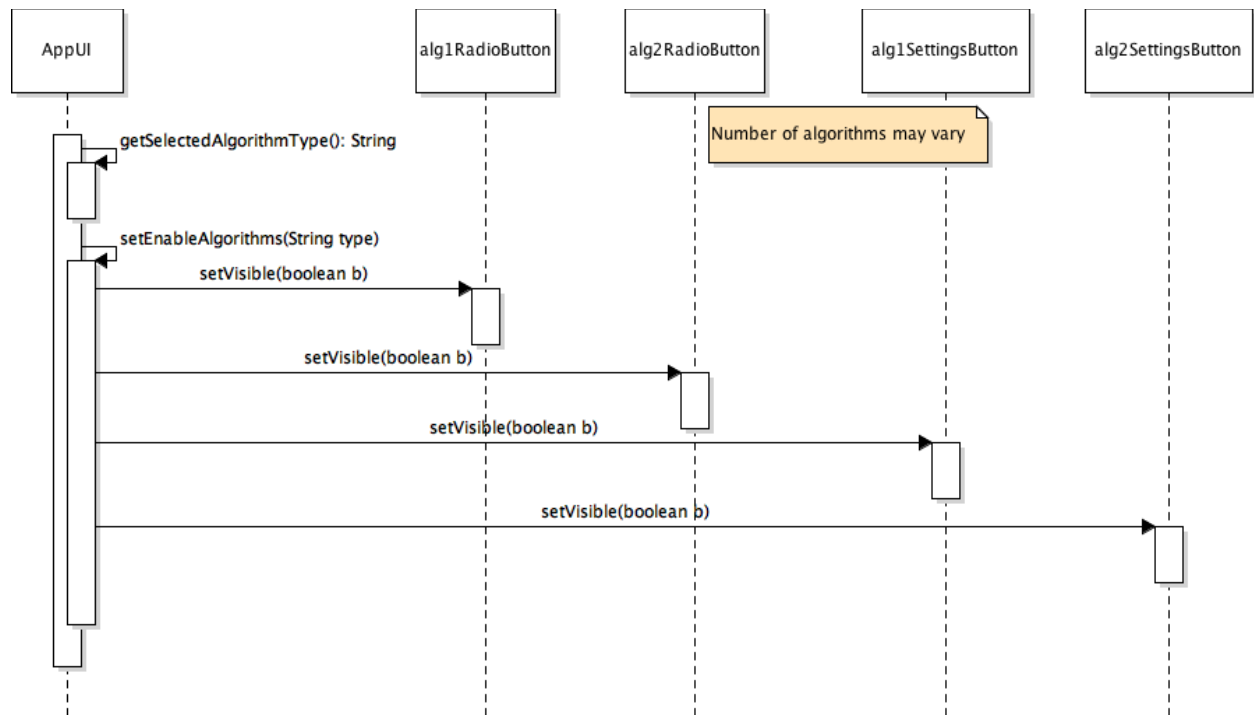 AppUI
alg1RadioButton
alg2RadioButton
alg1SettingsButton
alg2SettingsButton
Number of algorithms may vary
getSelectedAlgorithmType(): String
setEnableAlgorithms(String type)
setVisible(boolean b)
setVisible(boolean b)
setVisible(boolean b)
setVisible(boolean b)